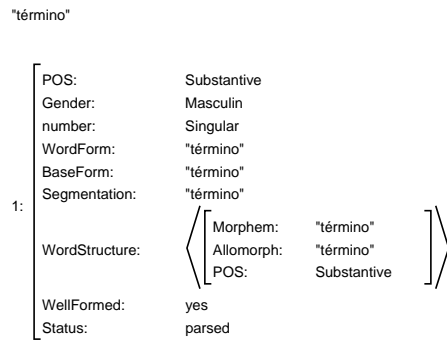 "término"
1:
POS: Substantive
Gender: Masculin
number: Singular
WordForm: "término"
BaseForm: "término"
Segmentation: "término"
WordStructure:
Morphem: "término"
Allomorph: "término"
POS: Substantive
WellFormed: yes
Status: parsed